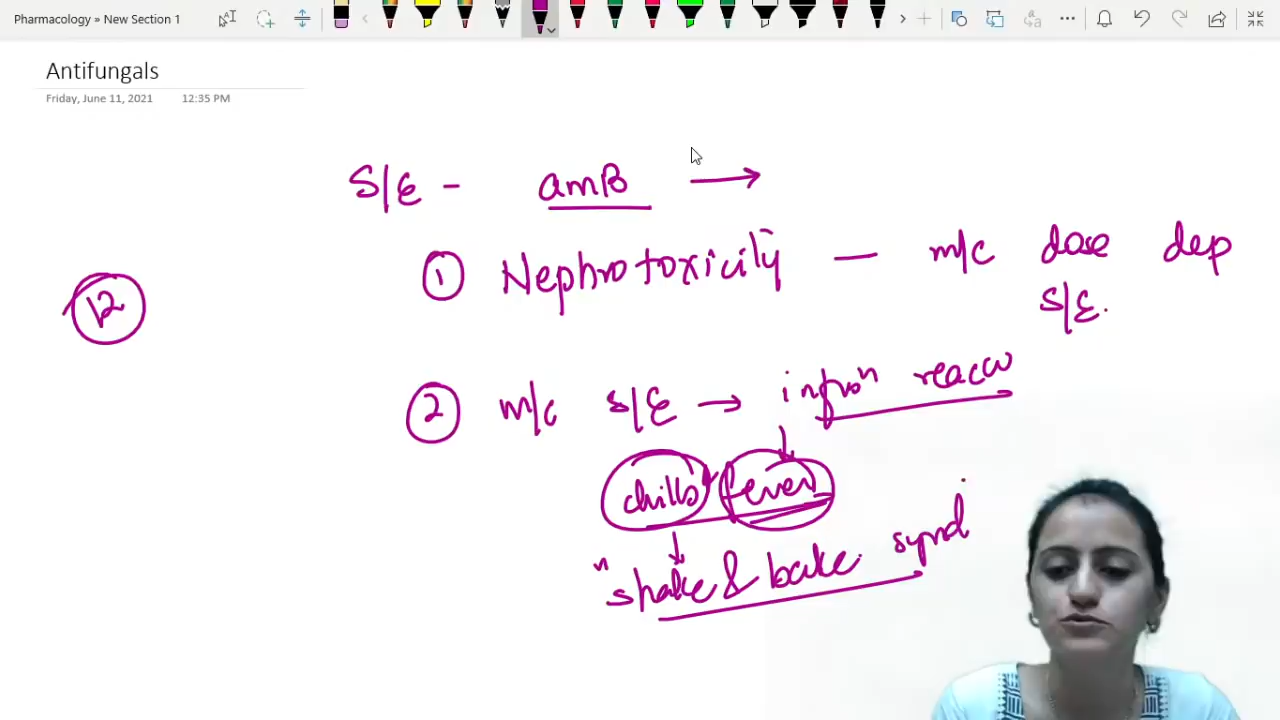 Pharmacology » New Section 1
Antifungals
Friday, June 11, 2021 12:35 PM
S/E - amB →
① Nephrotoxicity — m/c dose dep
S/E.
12
② m/c S/E → infus^n reacn
chills fever
"shake & bake synd